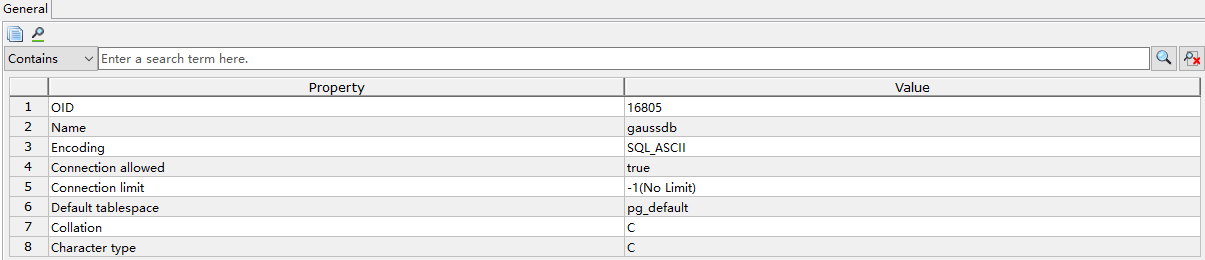 General
Contains Enter a search term here.
Property Value
1 OID 16805
2 Name gaussdb
3 Encoding SQL_ASCII
4 Connection allowed true
5 Connection limit -1(No Limit)
6 Default tablespace pg_default
7 Collation C
8 Character type C